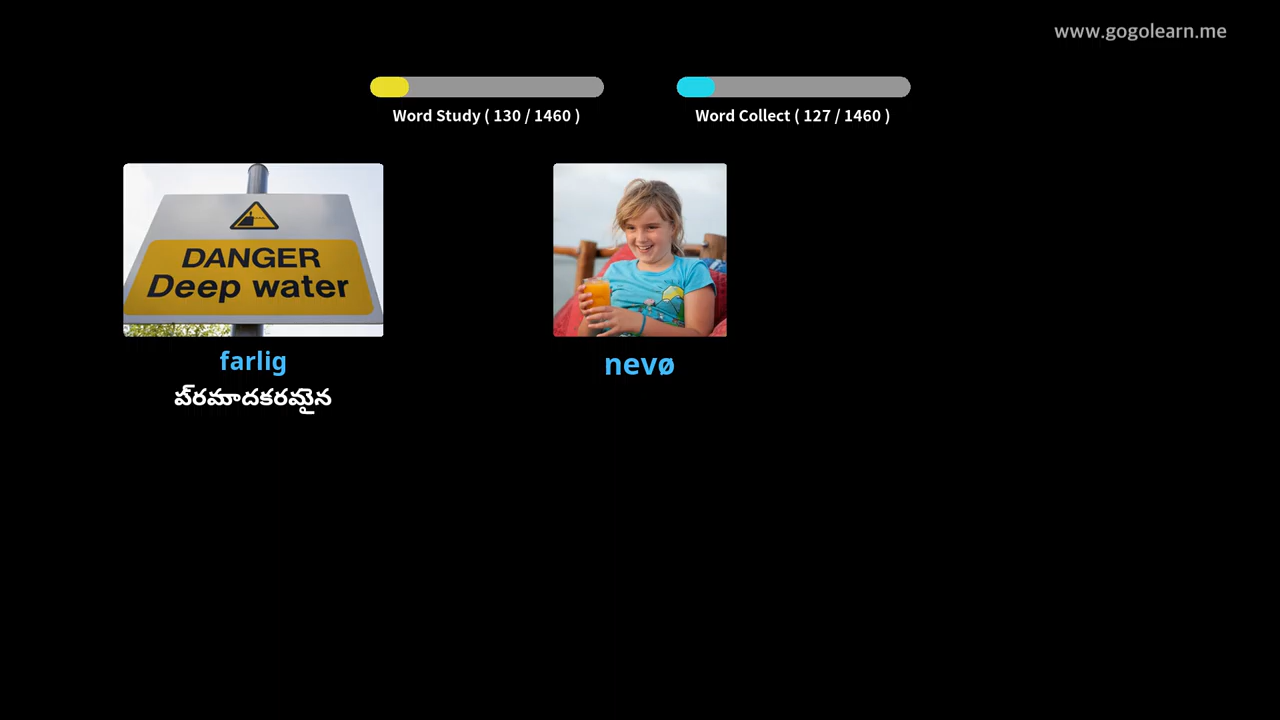 www.gogolearn.me
Word Study ( 130 / 1460 )
Word Collect ( 127 / 1460 )
DANGER
Deep water
farlig
ప్రమాదకరమైన
nevø